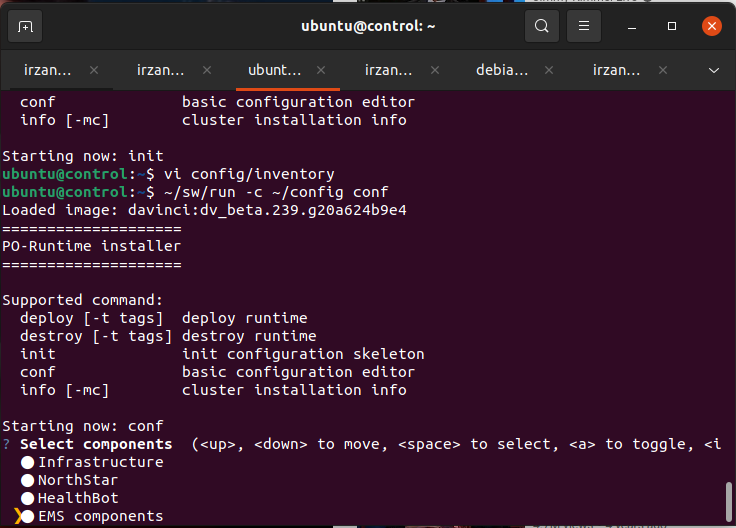 ubuntu@control: ~
irzan… × irzan… × ubunt… × irzan… × debia… × irzan… ×
conf basic configuration editor
info [-mc] cluster installation info
Starting now: init
ubuntu@control:~$ vi config/inventory
ubuntu@control:~$ ~/sw/run -c ~/config conf
Loaded image: davinci:dv_beta.239.g20a624b9e4
====================
PO-Runtime installer
====================
Supported command:
deploy [-t tags] deploy runtime
destroy [-t tags] destroy runtime
init init configuration skeleton
conf basic configuration editor
info [-mc] cluster installation info
Starting now: conf
? Select components (<up>, <down> to move, <space> to select, <a> to toggle, <i
Infrastructure
NorthStar
HealthBot
❯ EMS components